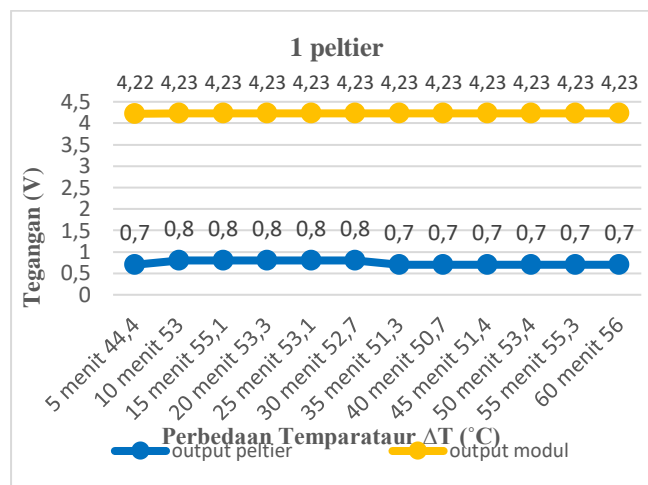 1 peltier
4,22 4,23 4,23 4,23 4,23 4,23 4,23 4,23 4,23 4,23 4,23 4,23
4,5
4
3,5
3
2,5
2
1,5
1
0,5
0
0,7 0,8 0,8 0,8 0,8 0,8 0,7 0,7 0,7 0,7 0,7 0,7
Tegangan (V)
5 menit 44,4
10 menit 53
15 menit 55,1
20 menit 53,3
25 menit 53,1
30 menit 52,7
35 menit 51,3
40 menit 50,7
45 menit 51,4
50 menit 53,4
55 menit 55,3
60 menit 56
Perbedaan Temparataur ΔT (°C)
output peltier output modul